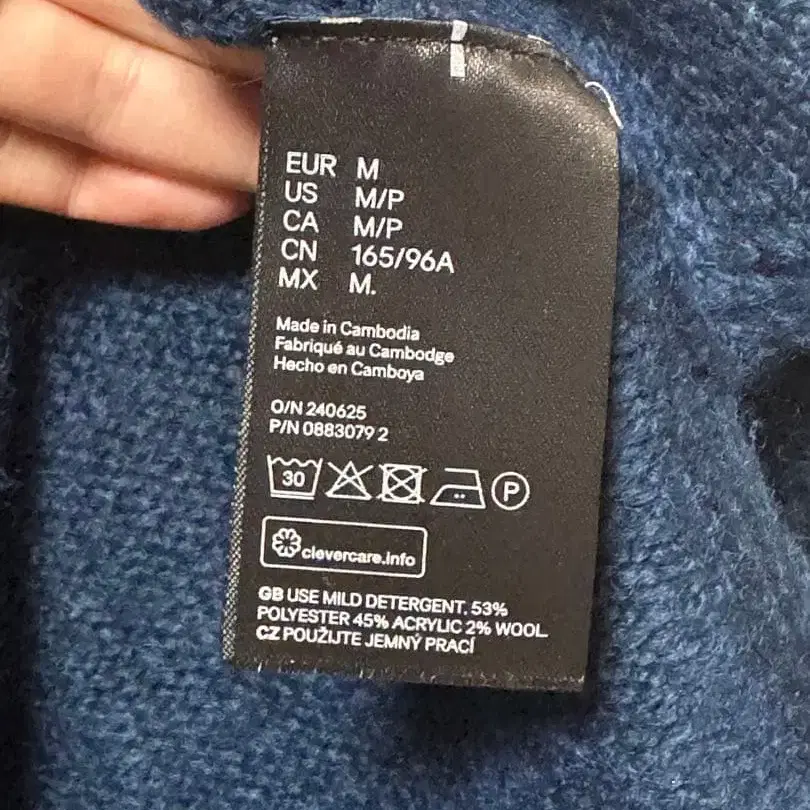 EUR M
US M/P
CA M/P
CN 165/96A
MX M.
Made in Cambodia
Fabriqué au Cambodge
Hecho en Camboya
O/N 240625
P/N 0883079 2
30 P
clevercare.info
GB USE MILD DETERGENT. 53%
POLYESTER 45% ACRYLIC 2% WOOL
CZ POUŽIJTE JEMNÝ PRACÍ